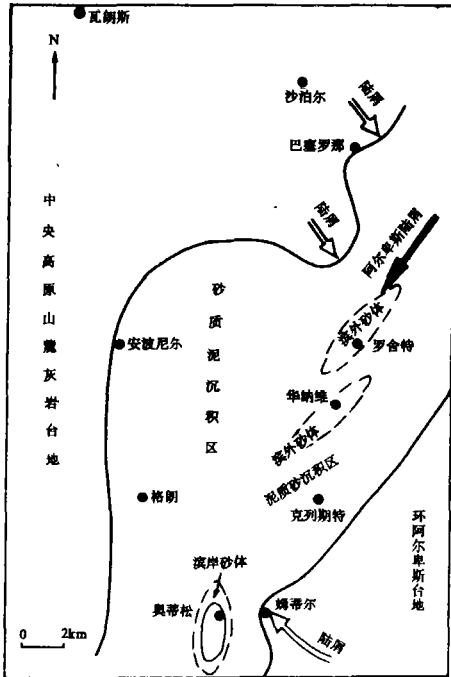 瓦朗斯
N
沙泊尔
陆屑
巴塞罗那
陆屑
阿尔卑斯陆屑
中央高原山麓灰岩台地
砂质泥沉积区
滨外砂体
罗舍特
安波尼尔
华纳维
滨外砂体
泥质砂沉积区
格朗
克列斯特
环阿尔卑斯台地
滨岸砂体
奥蒂松
姆蒂尔
陆屑
0 2km